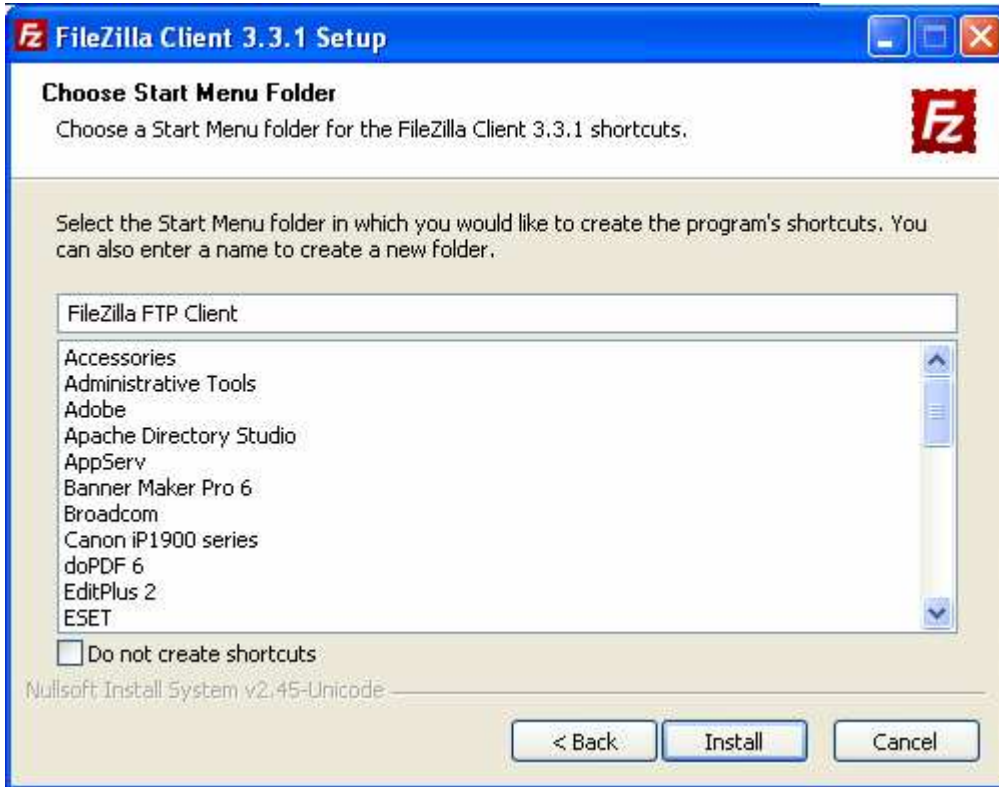 FileZilla Client 3.3.1 Setup
Choose Start Menu Folder
Choose a Start Menu folder for the FileZilla Client 3.3.1 shortcuts.
Fz
Select the Start Menu folder in which you would like to create the program's shortcuts. You
can also enter a name to create a new folder.
FileZilla FTP Client
Accessories
Administrative Tools
Adobe
Apache Directory Studio
AppServ
Banner Maker Pro 6
Broadcom
Canon iP1900 series
doPDF 6
EditPlus 2
ESET
Do not create shortcuts
Nullsoft Install System v2.45-Unicode
< Back Install Cancel